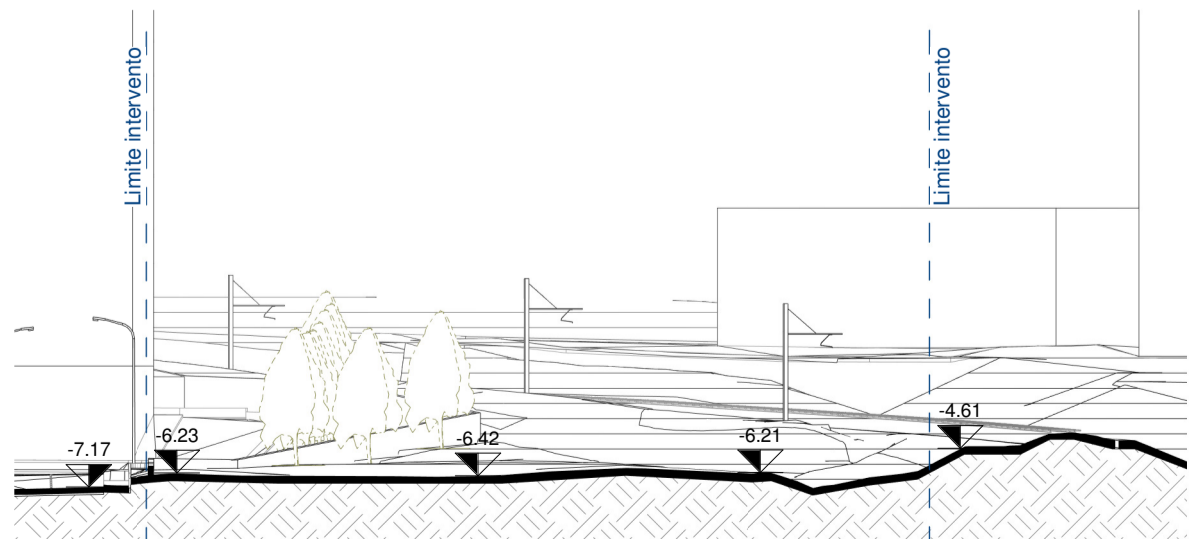 Limite intervento
Limite intervento
-7.17
-6.23
-6.42
-6.21
-4.61